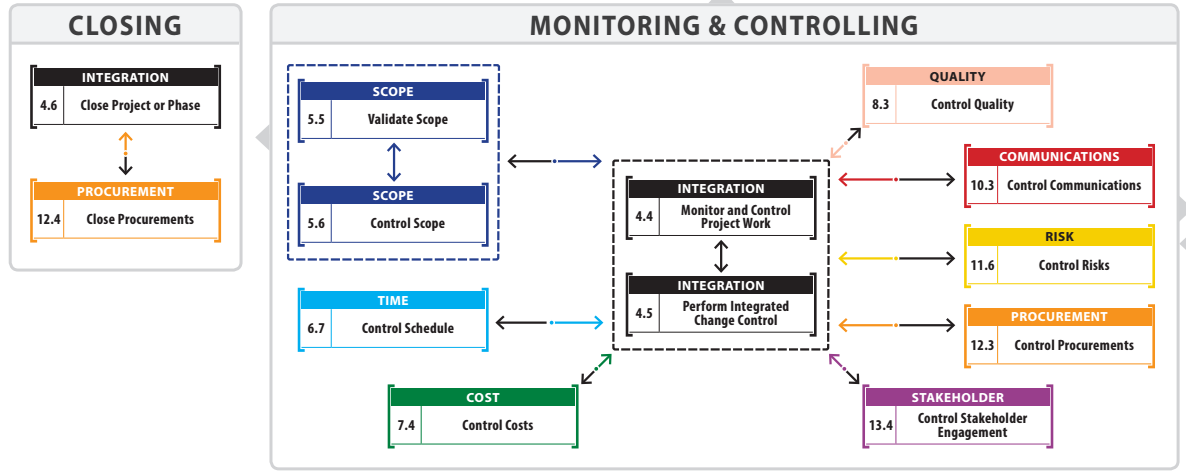 CLOSING
INTEGRATION
4.6
Close Project or Phase
PROCUREMENT
12.4
Close Procurements
MONITORING & CONTROLLING
SCOPE
5.5
Validate Scope
SCOPE
5.6
Control Scope
TIME
6.7
Control Schedule
COST
7.4
Control Costs
INTEGRATION
4.4
Monitor and Control
Project Work
INTEGRATION
4.5
Perform Integrated
Change Control
QUALITY
8.3
Control Quality
COMMUNICATIONS
10.3
Control Communications
RISK
11.6
Control Risks
PROCUREMENT
12.3
Control Procurements
STAKEHOLDER
13.4
Control Stakeholder
Engagement